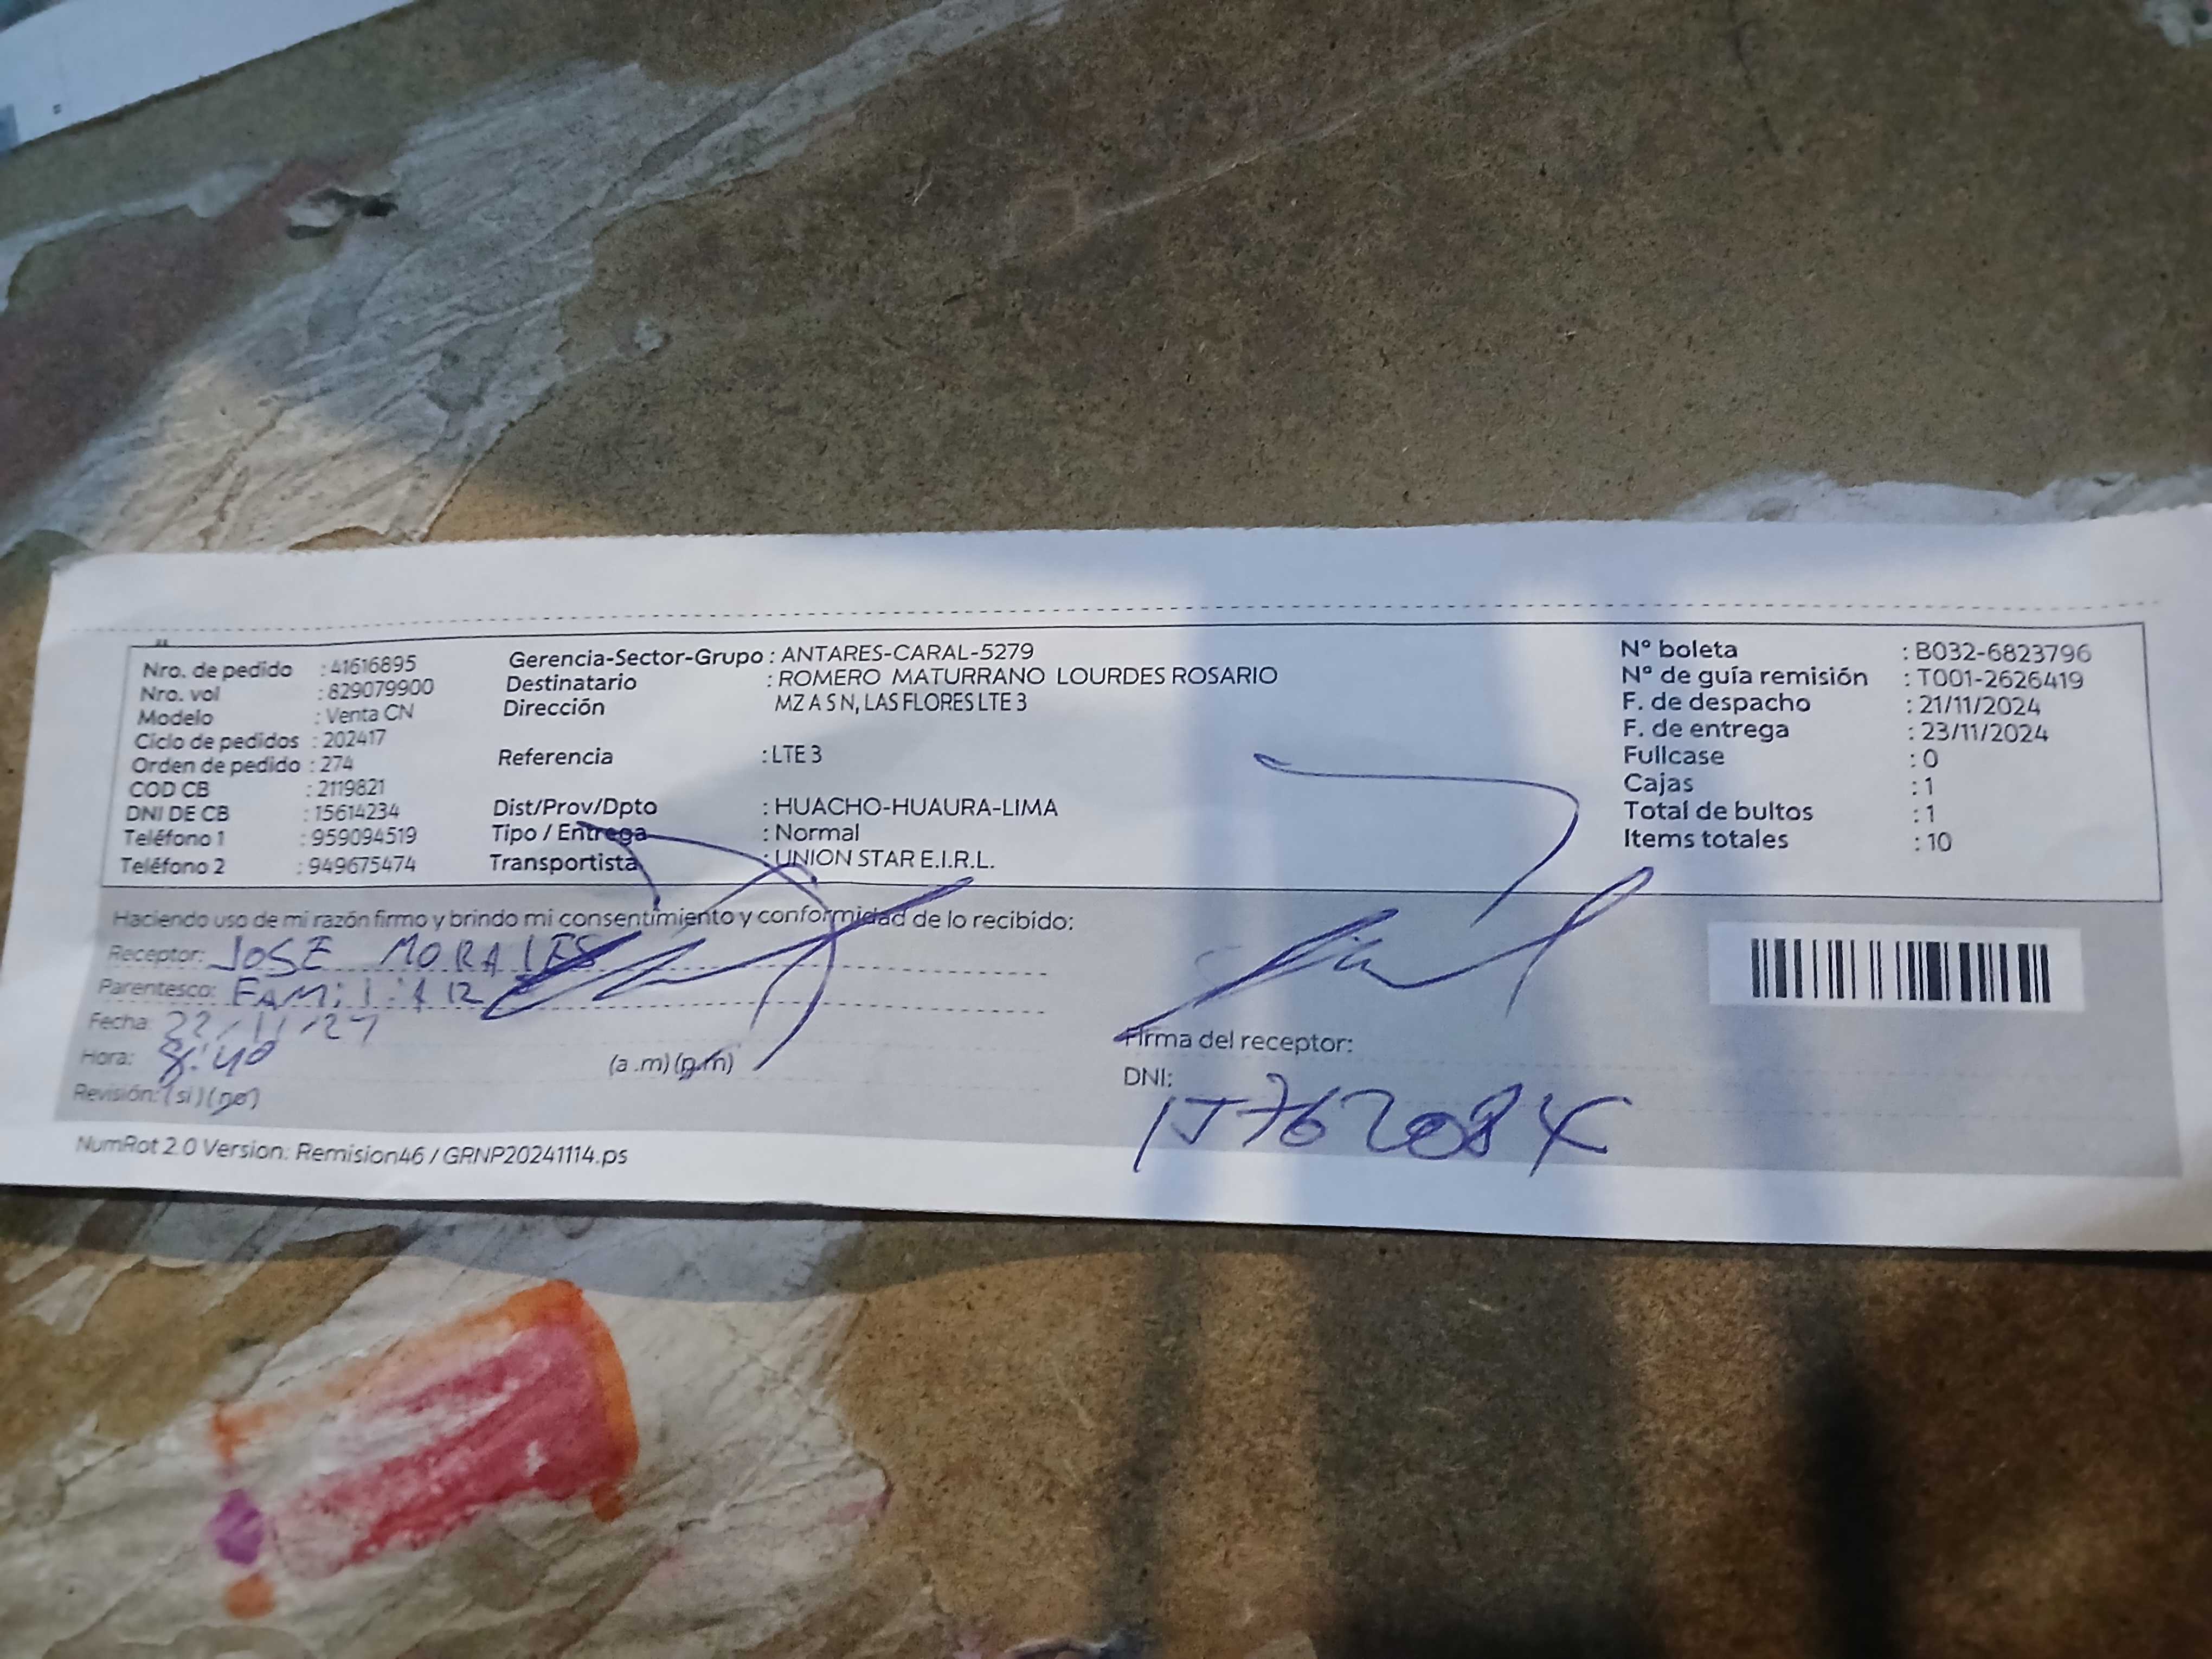 Nro. de pedido : 41616895
Nro. vol : 829079900
Modelo : Venta CN
Ciclo de pedidos : 202417
Orden de pedido : 274
COD CB : 2119821
DNI DE CB : 15614234
Teléfono 1 : 959094519
Teléfono 2 : 949675474
Gerencia-Sector-Grupo : ANTARES-CARAL-5279
Destinatario : ROMERO MATURRANO LOURDES ROSARIO
Dirección MZ A S N, LAS FLORES LTE 3
Referencia : LTE 3
Dist/Prov/Dpto : HUACHO-HUAURA-LIMA
Tipo / Entrega : Normal
Transportista : UNION STAR E.I.R.L.
N° boleta : B032-6823796
N° de guía remisión : T001-2626419
F. de despacho : 21/11/2024
F. de entrega : 23/11/2024
Fullcase : 0
Cajas : 1
Total de bultos : 1
Items totales : 10
Haciendo uso de mi razón firmo y brindo mi consentimiento y conformidad de lo recibido:
Receptor: JOSE MORALES
Parentesco: FAMILIAR
Fecha: 22/11/24
Hora: 8:40 (a.m) (p.m)
Revisión: (si) (no)
Firma del receptor:
DNI:
NumRot 2.0 Version: Remision46 / GRNP20241114.ps